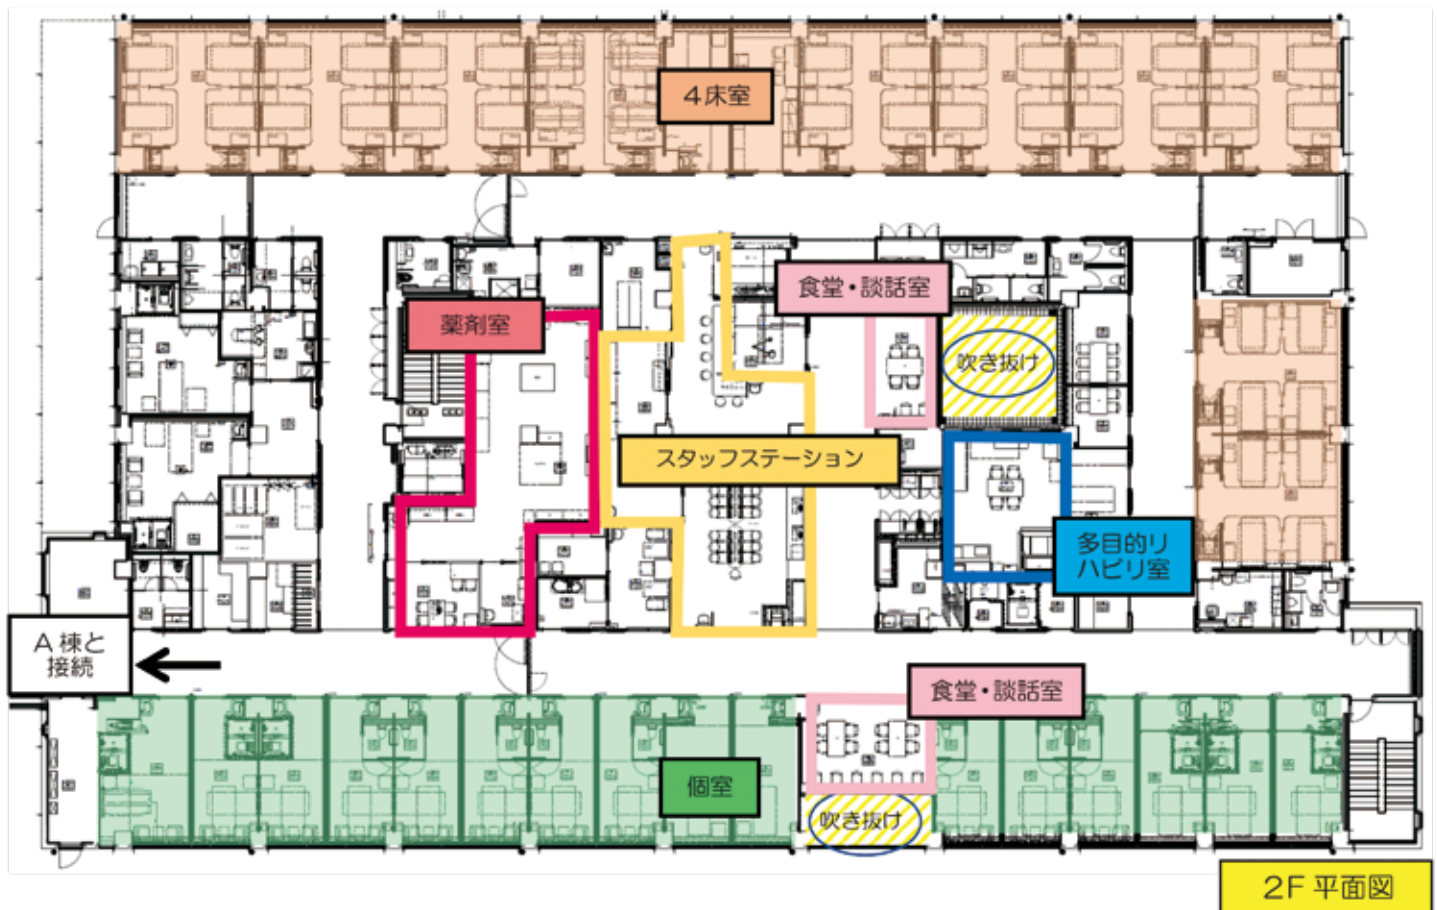 4床室
食堂・談話室
薬剤室
吹き抜け
スタッフステーション
多目的リ
ハビリ室
A棟と
接続
食堂・談話室
個室
吹き抜け
2F 平面図